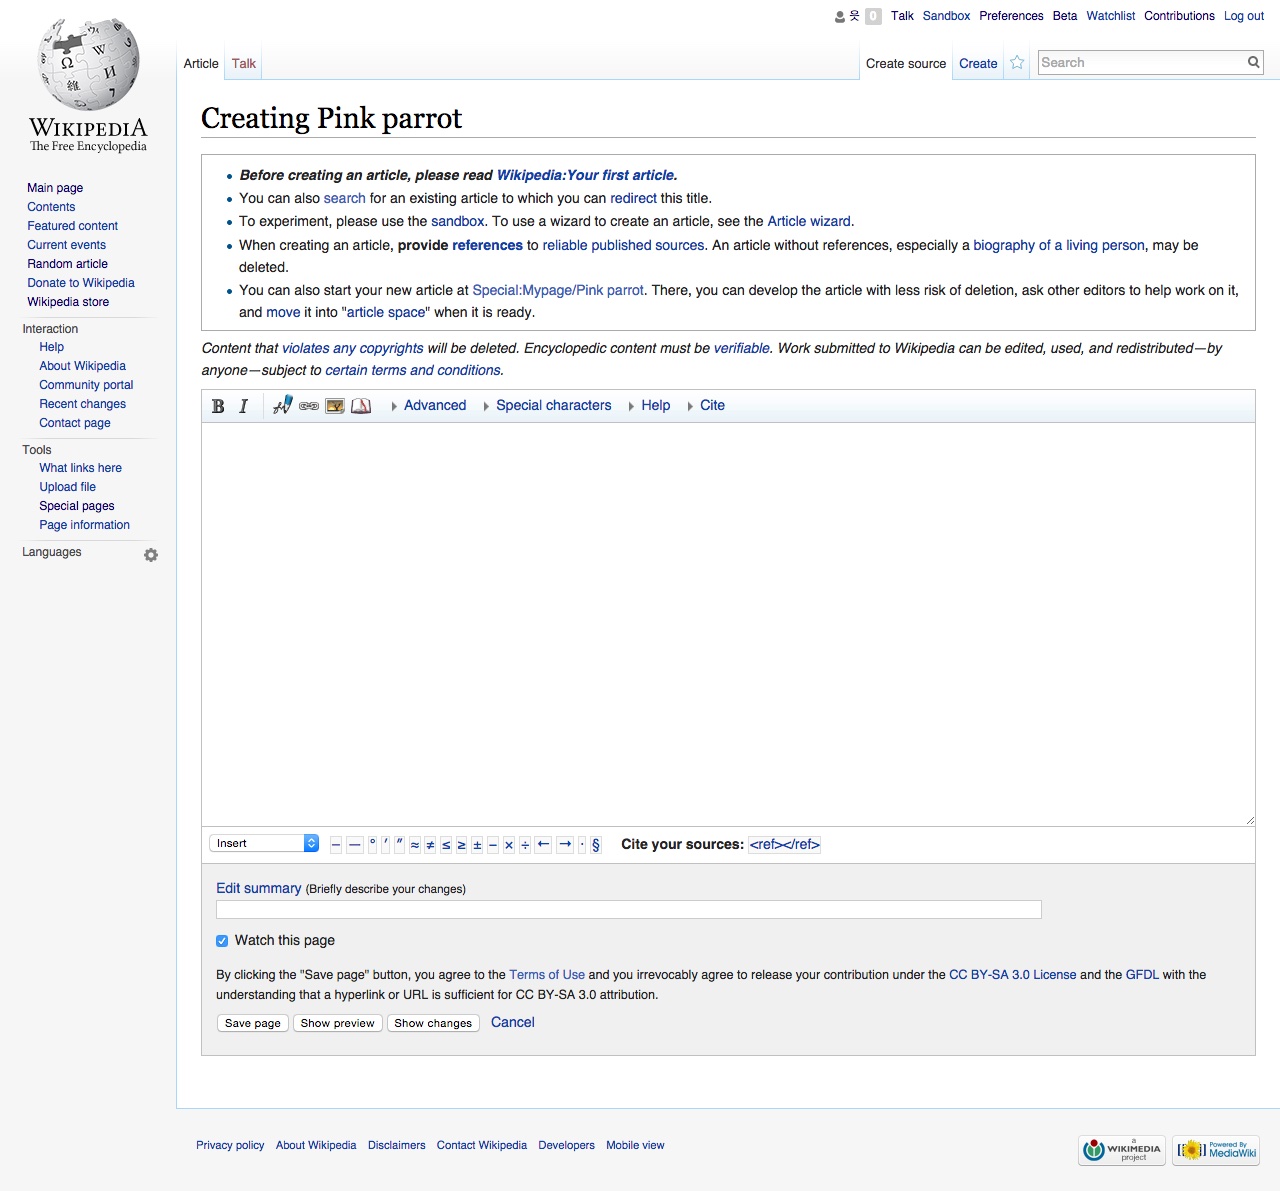 웃 0 Talk Sandbox Preferences Beta Watchlist Contributions Log out
Article Talk Create source Create Search
WIKIPEDIA
The Free Encyclopedia
Main page
Contents
Featured content
Current events
Random article
Donate to Wikipedia
Wikipedia store
Interaction
Help
About Wikipedia
Community portal
Recent changes
Contact page
Tools
What links here
Upload file
Special pages
Page information
Languages
Creating Pink parrot
Before creating an article, please read Wikipedia:Your first article.
You can also search for an existing article to which you can redirect this title.
To experiment, please use the sandbox. To use a wizard to create an article, see the Article wizard.
When creating an article, provide references to reliable published sources. An article without references, especially a biography of a living person, may be
deleted.
You can also start your new article at Special:Mypage/Pink parrot. There, you can develop the article with less risk of deletion, ask other editors to help work on it,
and move it into "article space" when it is ready.
Content that violates any copyrights will be deleted. Encyclopedic content must be verifiable. Work submitted to Wikipedia can be edited, used, and redistributed—by
anyone—subject to certain terms and conditions.
B I Advanced Special characters Help Cite
Insert – — ° ′ ″ ≈ ≠ ≤ ≥ ± − × ÷ ← → · § Cite your sources: <ref></ref>
Edit summary (Briefly describe your changes)
Watch this page
By clicking the "Save page" button, you agree to the Terms of Use and you irrevocably agree to release your contribution under the CC BY-SA 3.0 License and the GFDL with the
understanding that a hyperlink or URL is sufficient for CC BY-SA 3.0 attribution.
Save page Show preview Show changes Cancel
Privacy policy About Wikipedia Disclaimers Contact Wikipedia Developers Mobile view
a
WIKIMEDIA
project
Powered By
MediaWiki